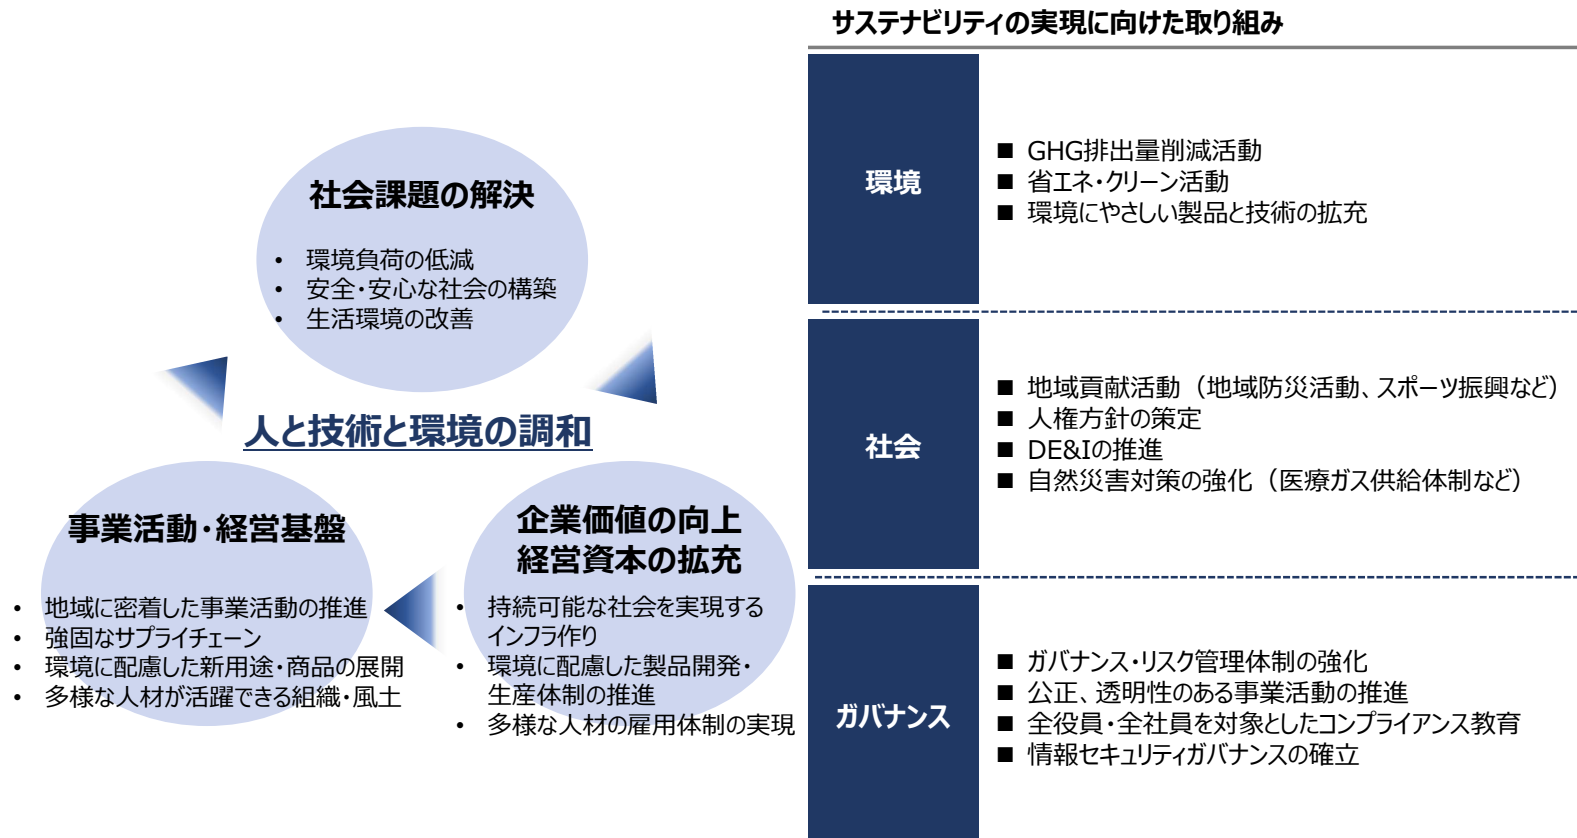 サステナビリティの実現に向けた取り組み
社会課題の解決
• 環境負荷の低減
• 安全・安心な社会の構築
• 生活環境の改善
人と技術と環境の調和
事業活動・経営基盤
• 地域に密着した事業活動の推進
• 強固なサプライチェーン
• 環境に配慮した新用途・商品の展開
• 多様な人材が活躍できる組織・風土
企業価値の向上
経営資本の拡充
• 持続可能な社会を実現する
インフラ作り
• 環境に配慮した製品開発・
生産体制の推進
• 多様な人材の雇用体制の実現
環境
■ GHG排出量削減活動
■ 省エネ・クリーン活動
■ 環境にやさしい製品と技術の拡充
社会
■ 地域貢献活動（地域防災活動、スポーツ振興など）
■ 人権方針の策定
■ DE&Iの推進
■ 自然災害対策の強化（医療ガス供給体制など）
ガバナンス
■ ガバナンス・リスク管理体制の強化
■ 公正、透明性のある事業活動の推進
■ 全役員・全社員を対象としたコンプライアンス教育
■ 情報セキュリティガバナンスの確立